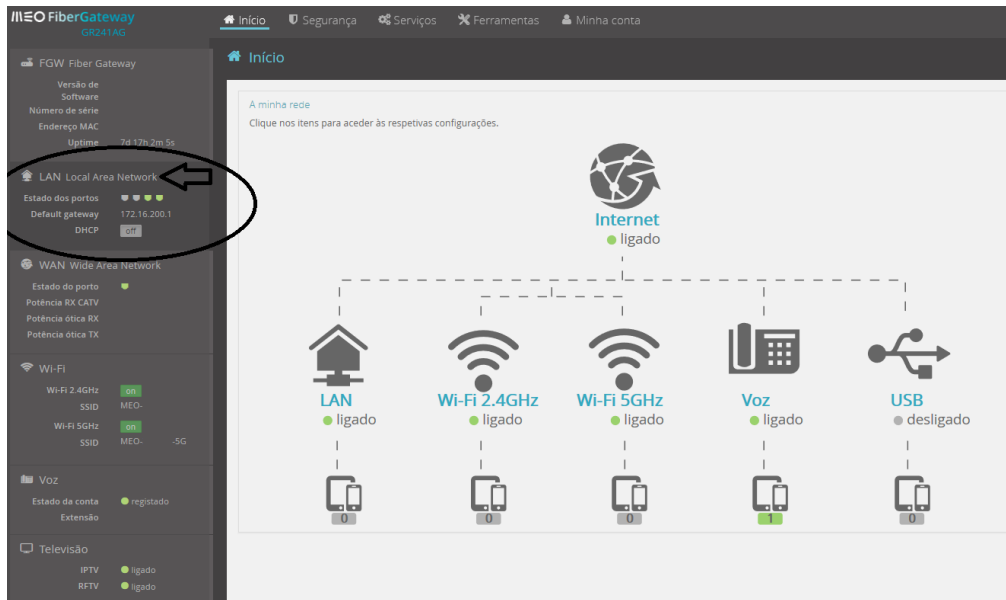 MEO FiberGateway
GR241AG
Início
Segurança
Serviços
Ferramentas
Minha conta
Início
FGW Fiber Gateway
Versão de
Software
Número de série
Endereço MAC
Uptime 7d 17h 2m 5s
LAN Local Area Network
Estado dos portos
Default gateway 172.16.200.1
DHCP off
WAN Wide Area Network
Estado do porto
Potência RX CATV
Potência ótica RX
Potência ótica TX
Wi-Fi
Wi-Fi 2.4GHz on
SSID MEO-
Wi-Fi 5GHz on
SSID MEO- -5G
Voz
Estado da conta registado
Extensão
Televisão
IPTV ligado
RFTV ligado
A minha rede
Clique nos itens para aceder às respetivas configurações.
Internet
ligado
LAN
ligado
0
Wi-Fi 2.4GHz
ligado
0
Wi-Fi 5GHz
ligado
0
Voz
ligado
1
USB
desligado
0